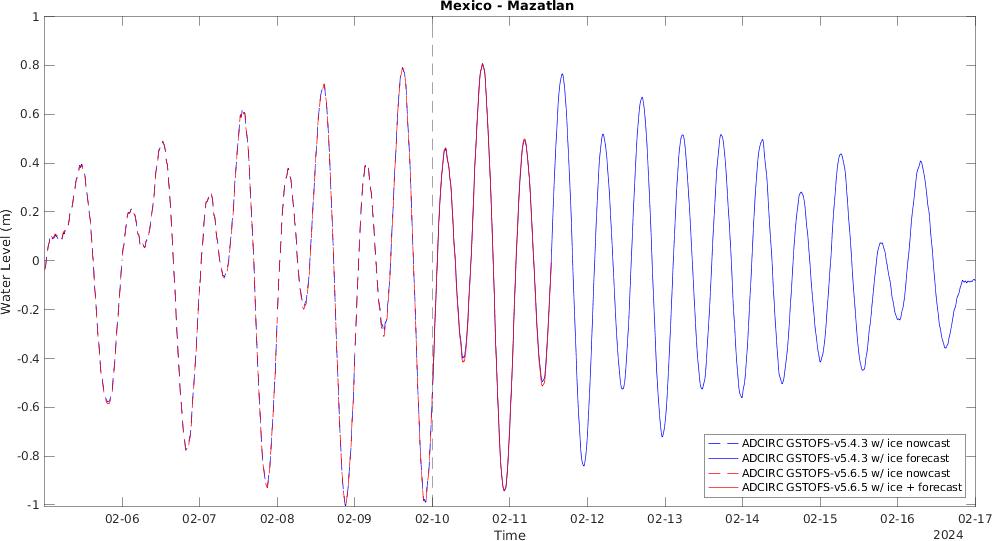 Mexico - Mazatlan
1
0.8
0.6
0.4
0.2
0
-0.2
-0.4
-0.6
-0.8
-1
Water Level (m)
02-06 02-07 02-08 02-09 02-10 02-11 02-12 02-13 02-14 02-15 02-16 02-17
Time
2024
ADCIRC GSTOFS-v5.4.3 w/ ice nowcast
ADCIRC GSTOFS-v5.4.3 w/ ice forecast
ADCIRC GSTOFS-v5.6.5 w/ ice nowcast
ADCIRC GSTOFS-v5.6.5 w/ ice + forecast